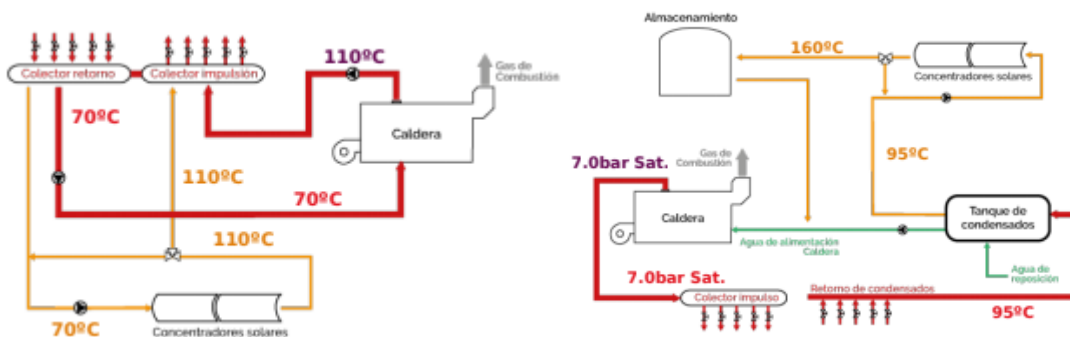 Colector retorno
Colector impulsión
110ºC
Gas de
Combustión
Caldera
70ºC
70ºC
110ºC
110ºC
70ºC
Concentradores solares
Almacenamiento
160ºC
Concentradores solares
95ºC
7.0bar Sat.
Gas de
Combustión
Caldera
Tanque de
condensados
Agua de alimentación
Caldera
Agua de
reposición
7.0bar Sat.
Colector impulso
Retorno de condensados
95ºC